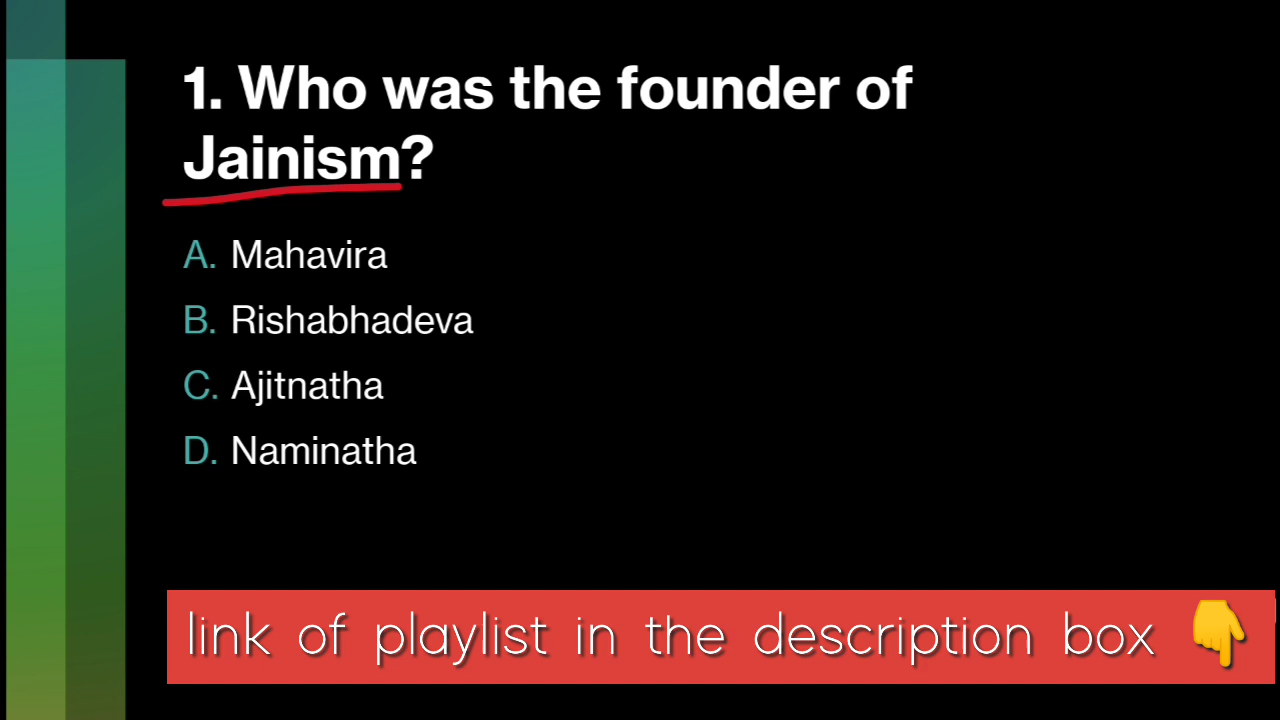 1. Who was the founder of
Jainism?
A. Mahavira
B. Rishabhadeva
C. Ajitnatha
D. Naminatha
link of playlist in the description box 👇